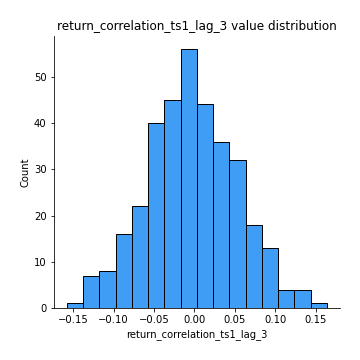 return_correlation_ts1_lag_3 value distribution
50
40
30
20
10
0
Count
−0.15 −0.10 −0.05 0.00 0.05 0.10 0.15
return_correlation_ts1_lag_3